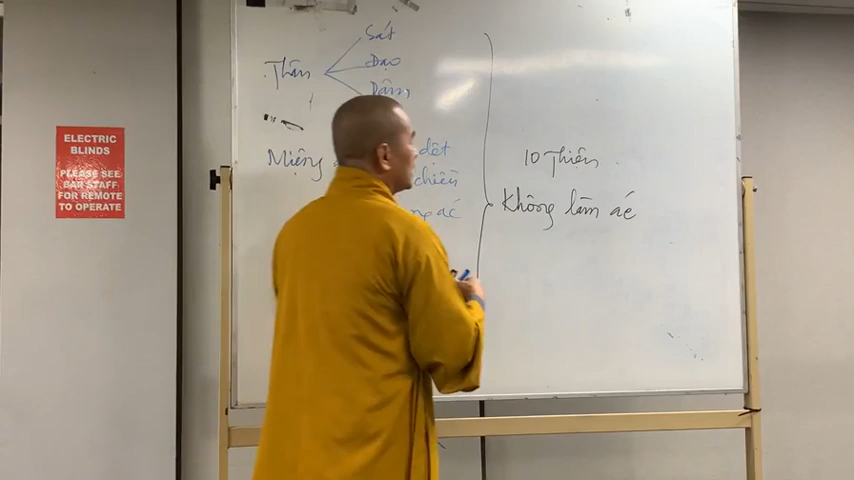 ELECTRIC
BLINDS
PLEASE SEE
BAR STAFF
FOR REMOTE
TO OPERATE
Thân
Sát
Đạo
Dâm
Miệng
dệt
chiều
ác
10 Thiện
Không làm ác